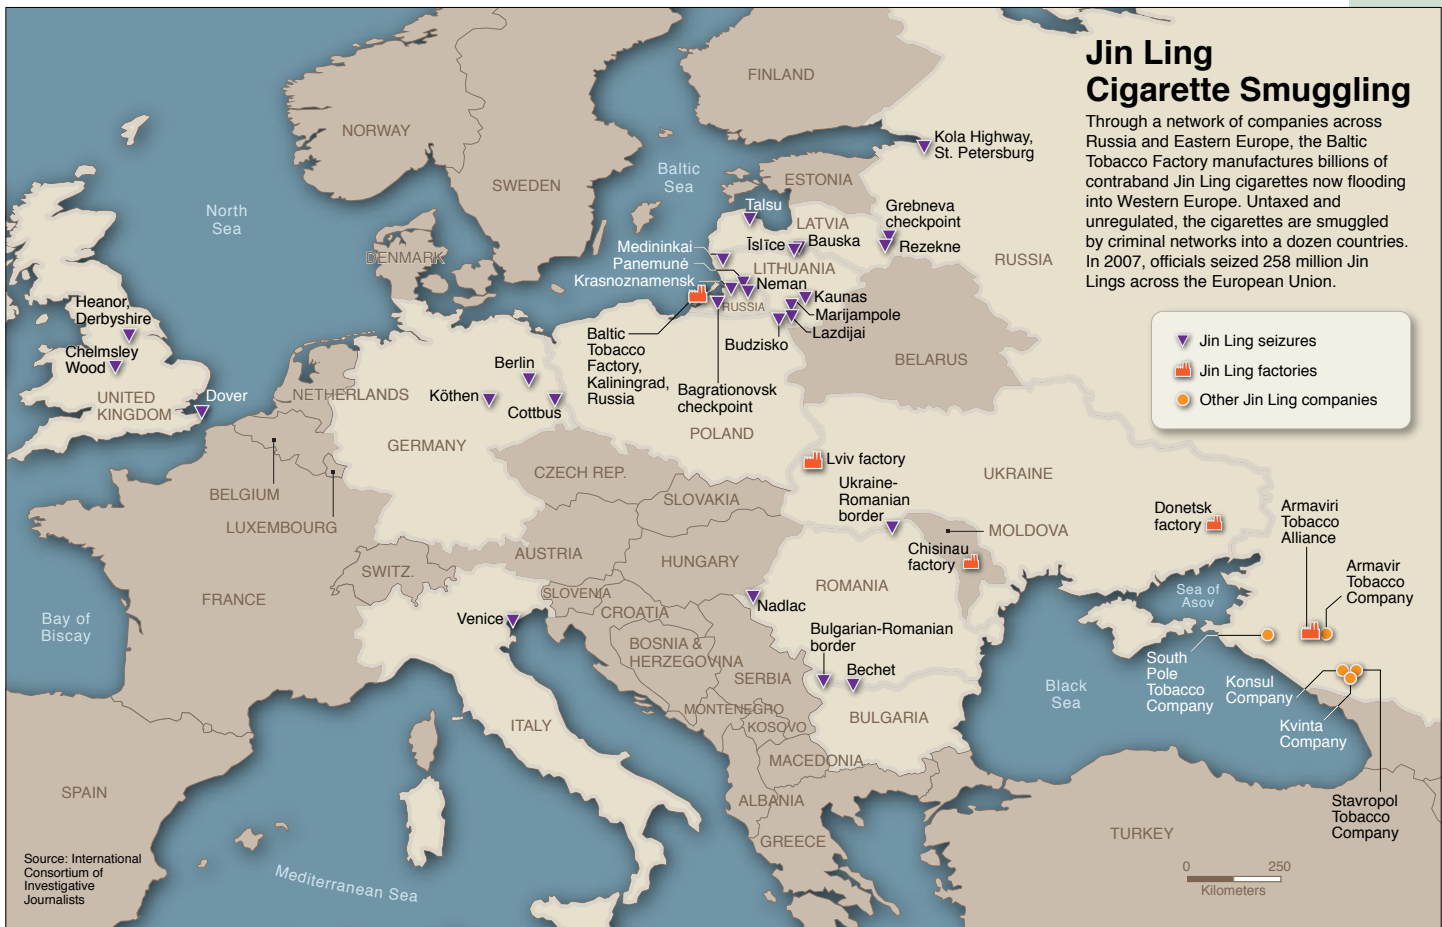 Jin Ling
Cigarette Smuggling
Through a network of companies across
Russia and Eastern Europe, the Baltic
Tobacco Factory manufactures billions of
contraband Jin Ling cigarettes now flooding
into Western Europe. Untaxed and
unregulated, the cigarettes are smuggled
by criminal networks into a dozen countries.
In 2007, officials seized 258 million Jin
Lings across the European Union.
Jin Ling seizures
Jin Ling factories
Other Jin Ling companies
FINLAND
NORWAY
SWEDEN
Kola Highway,
St. Petersburg
Baltic
Sea
ESTONIA
North
Sea
Talsu
Grebneva
checkpoint
LATVIA
Īslīce
Bauska
Rezekne
RUSSIA
DENMARK
Medininkai
Panemunė
Krasnoznamensk
LITHUANIA
Neman
RUSSIA
Kaunas
Marijampole
Lazdijai
Budzisko
BELARUS
Heanor,
Derbyshire
Chelmsley
Wood
UNITED
KINGDOM
Dover
NETHERLANDS
Berlin
Köthen
Cottbus
GERMANY
Baltic
Tobacco
Factory,
Kaliningrad,
Russia
Bagrationovsk
checkpoint
POLAND
BELGIUM
LUXEMBOURG
CZECH REP.
SLOVAKIA
Lviv factory
Ukraine-
Romanian
border
UKRAINE
MOLDOVA
Chisinau
factory
Donetsk
factory
Armaviri
Tobacco
Alliance
Armavir
Tobacco
Company
AUSTRIA
HUNGARY
SWITZ.
FRANCE
SLOVENIA
CROATIA
ROMANIA
Sea of
Asov
Bay of
Biscay
Venice
Nadlac
Bulgarian-Romanian
border
Bechet
BOSNIA &
HERZEGOVINA
SERBIA
South
Pole
Tobacco
Company
Konsul
Company
Kvinta
Company
Black
Sea
MONTENEGRO
KOSOVO
BULGARIA
ITALY
MACEDONIA
SPAIN
ALBANIA
GREECE
Stavropol
Tobacco
Company
TURKEY
0 250
Kilometers
Mediterranean Sea
Source: International
Consortium of
Investigative
Journalists